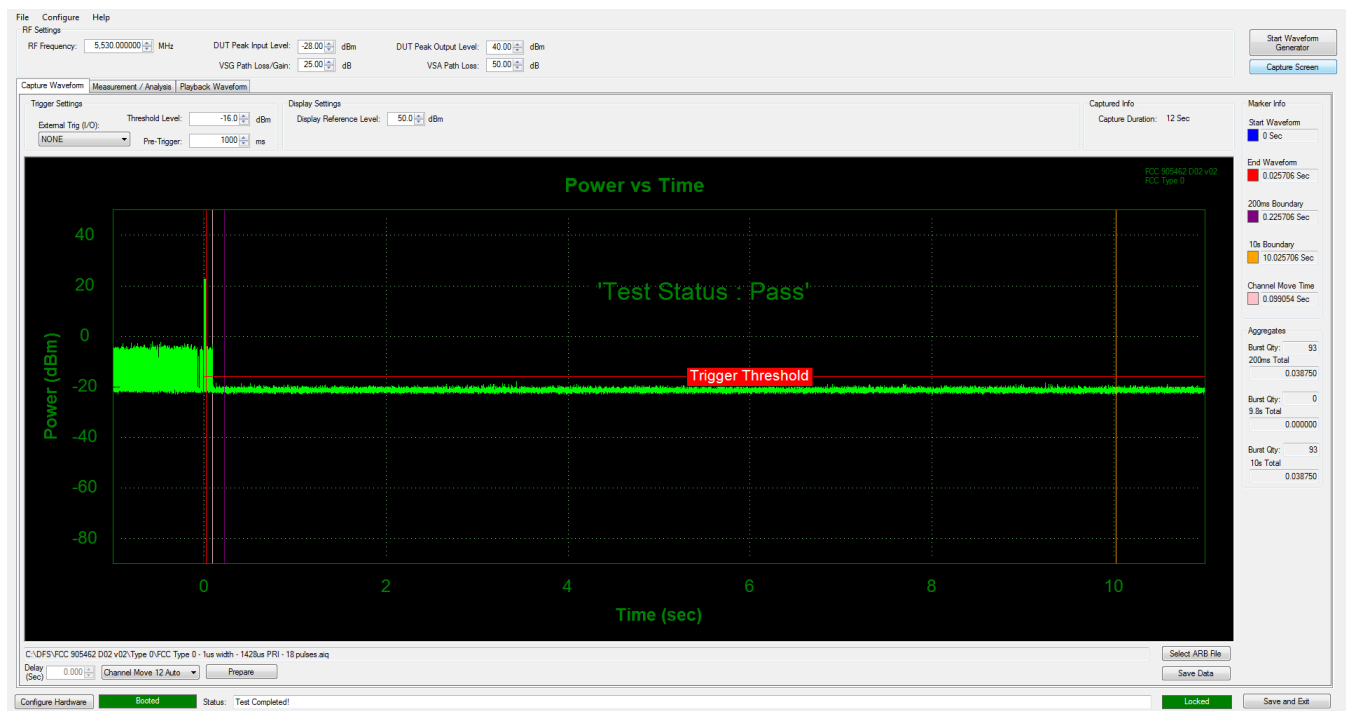 File Configure Help
RF Settings
RF Frequency: 5,530.000000 MHz DUT Peak Input Level: -28.00 dBm DUT Peak Output Level: 40.00 dBm
VSG Path Loss/Gain: 25.00 dB VSA Path Loss: 50.00 dB
Start Waveform Generator
Capture Screen
Capture Waveform Measurement / Analysis Playback Waveform
Trigger Settings
External Trig (I/O): Threshold Level: -16.0 dBm
NONE Pre-Trigger: 1000 ms
Display Settings
Display Reference Level: 50.0 dBm
Captured Info
Capture Duration: 12 Sec
Marker Info
Start Waveform
0 Sec
End Waveform
0.025706 Sec
200ms Boundary
0.225706 Sec
10s Boundary
10.025706 Sec
Channel Move Time
0.099054 Sec
Aggregates
Burst Qty: 93
200ms Total
0.038750
Burst Qty: 0
9.8s Total
0.000000
Burst Qty: 93
10s Total
0.038750
Power vs Time
FCC 905462 D02 v02
FCC Type 0
'Test Status : Pass'
Trigger Threshold
Power (dBm)
40
20
0
-20
-40
-60
-80
0 2 4 6 8 10
Time (sec)
C:\DFS\FCC 905462 D02 v02\Type 0\FCC Type 0 - 1us width - 1428us PRI - 18 pulses.aiq
Select ARB File
Delay (Sec) 0.000 Channel Move 12 Auto Prepare
Save Data
Configure Hardware Booted Status: Test Completed! Locked Save and Exit